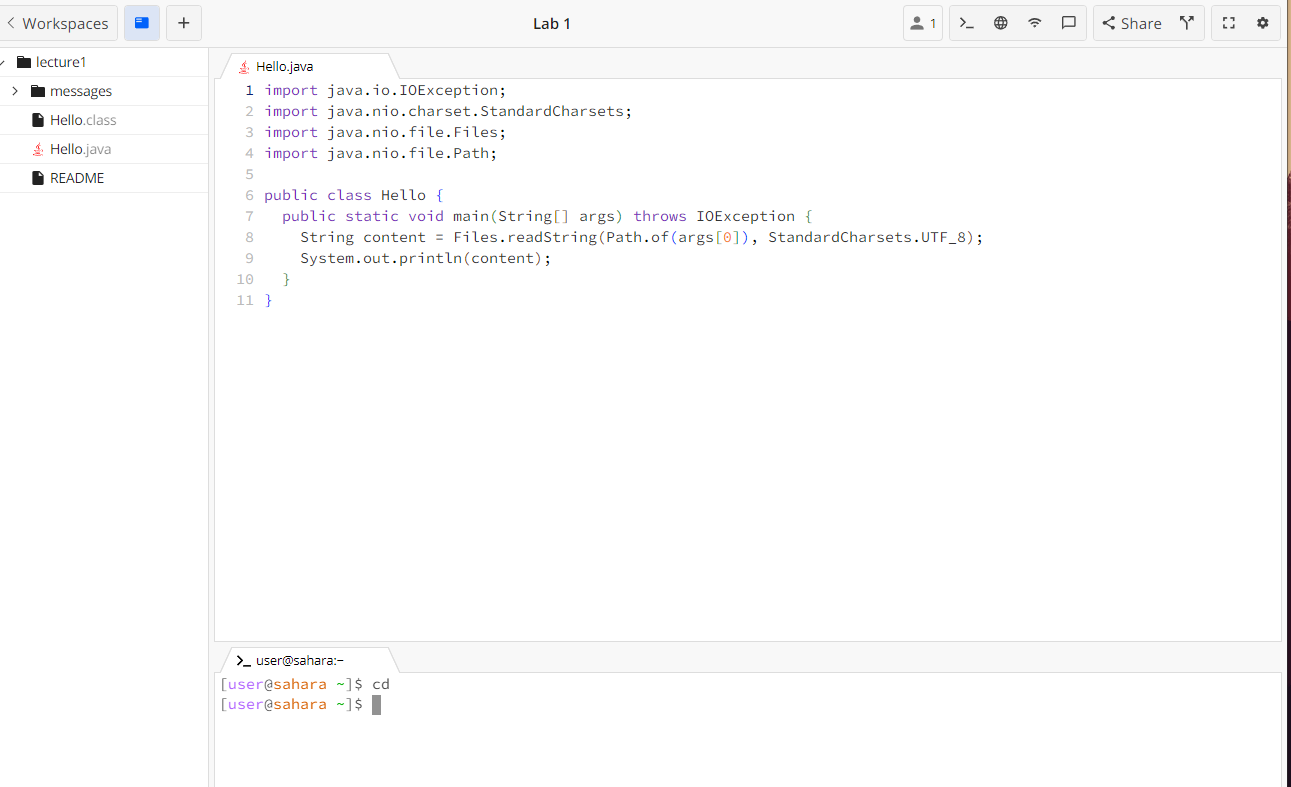 Workspaces
+
Lab 1
1
Share
lecture1
messages
Hello.class
Hello.java
README
Hello.java
1 import java.io.IOException;
2 import java.nio.charset.StandardCharsets;
3 import java.nio.file.Files;
4 import java.nio.file.Path;
5
6 public class Hello {
7   public static void main(String[] args) throws IOException {
8     String content = Files.readString(Path.of(args[0]), StandardCharsets.UTF_8);
9     System.out.println(content);
10   }
11 }
user@sahara:~
[user@sahara ~]$ cd
[user@sahara ~]$